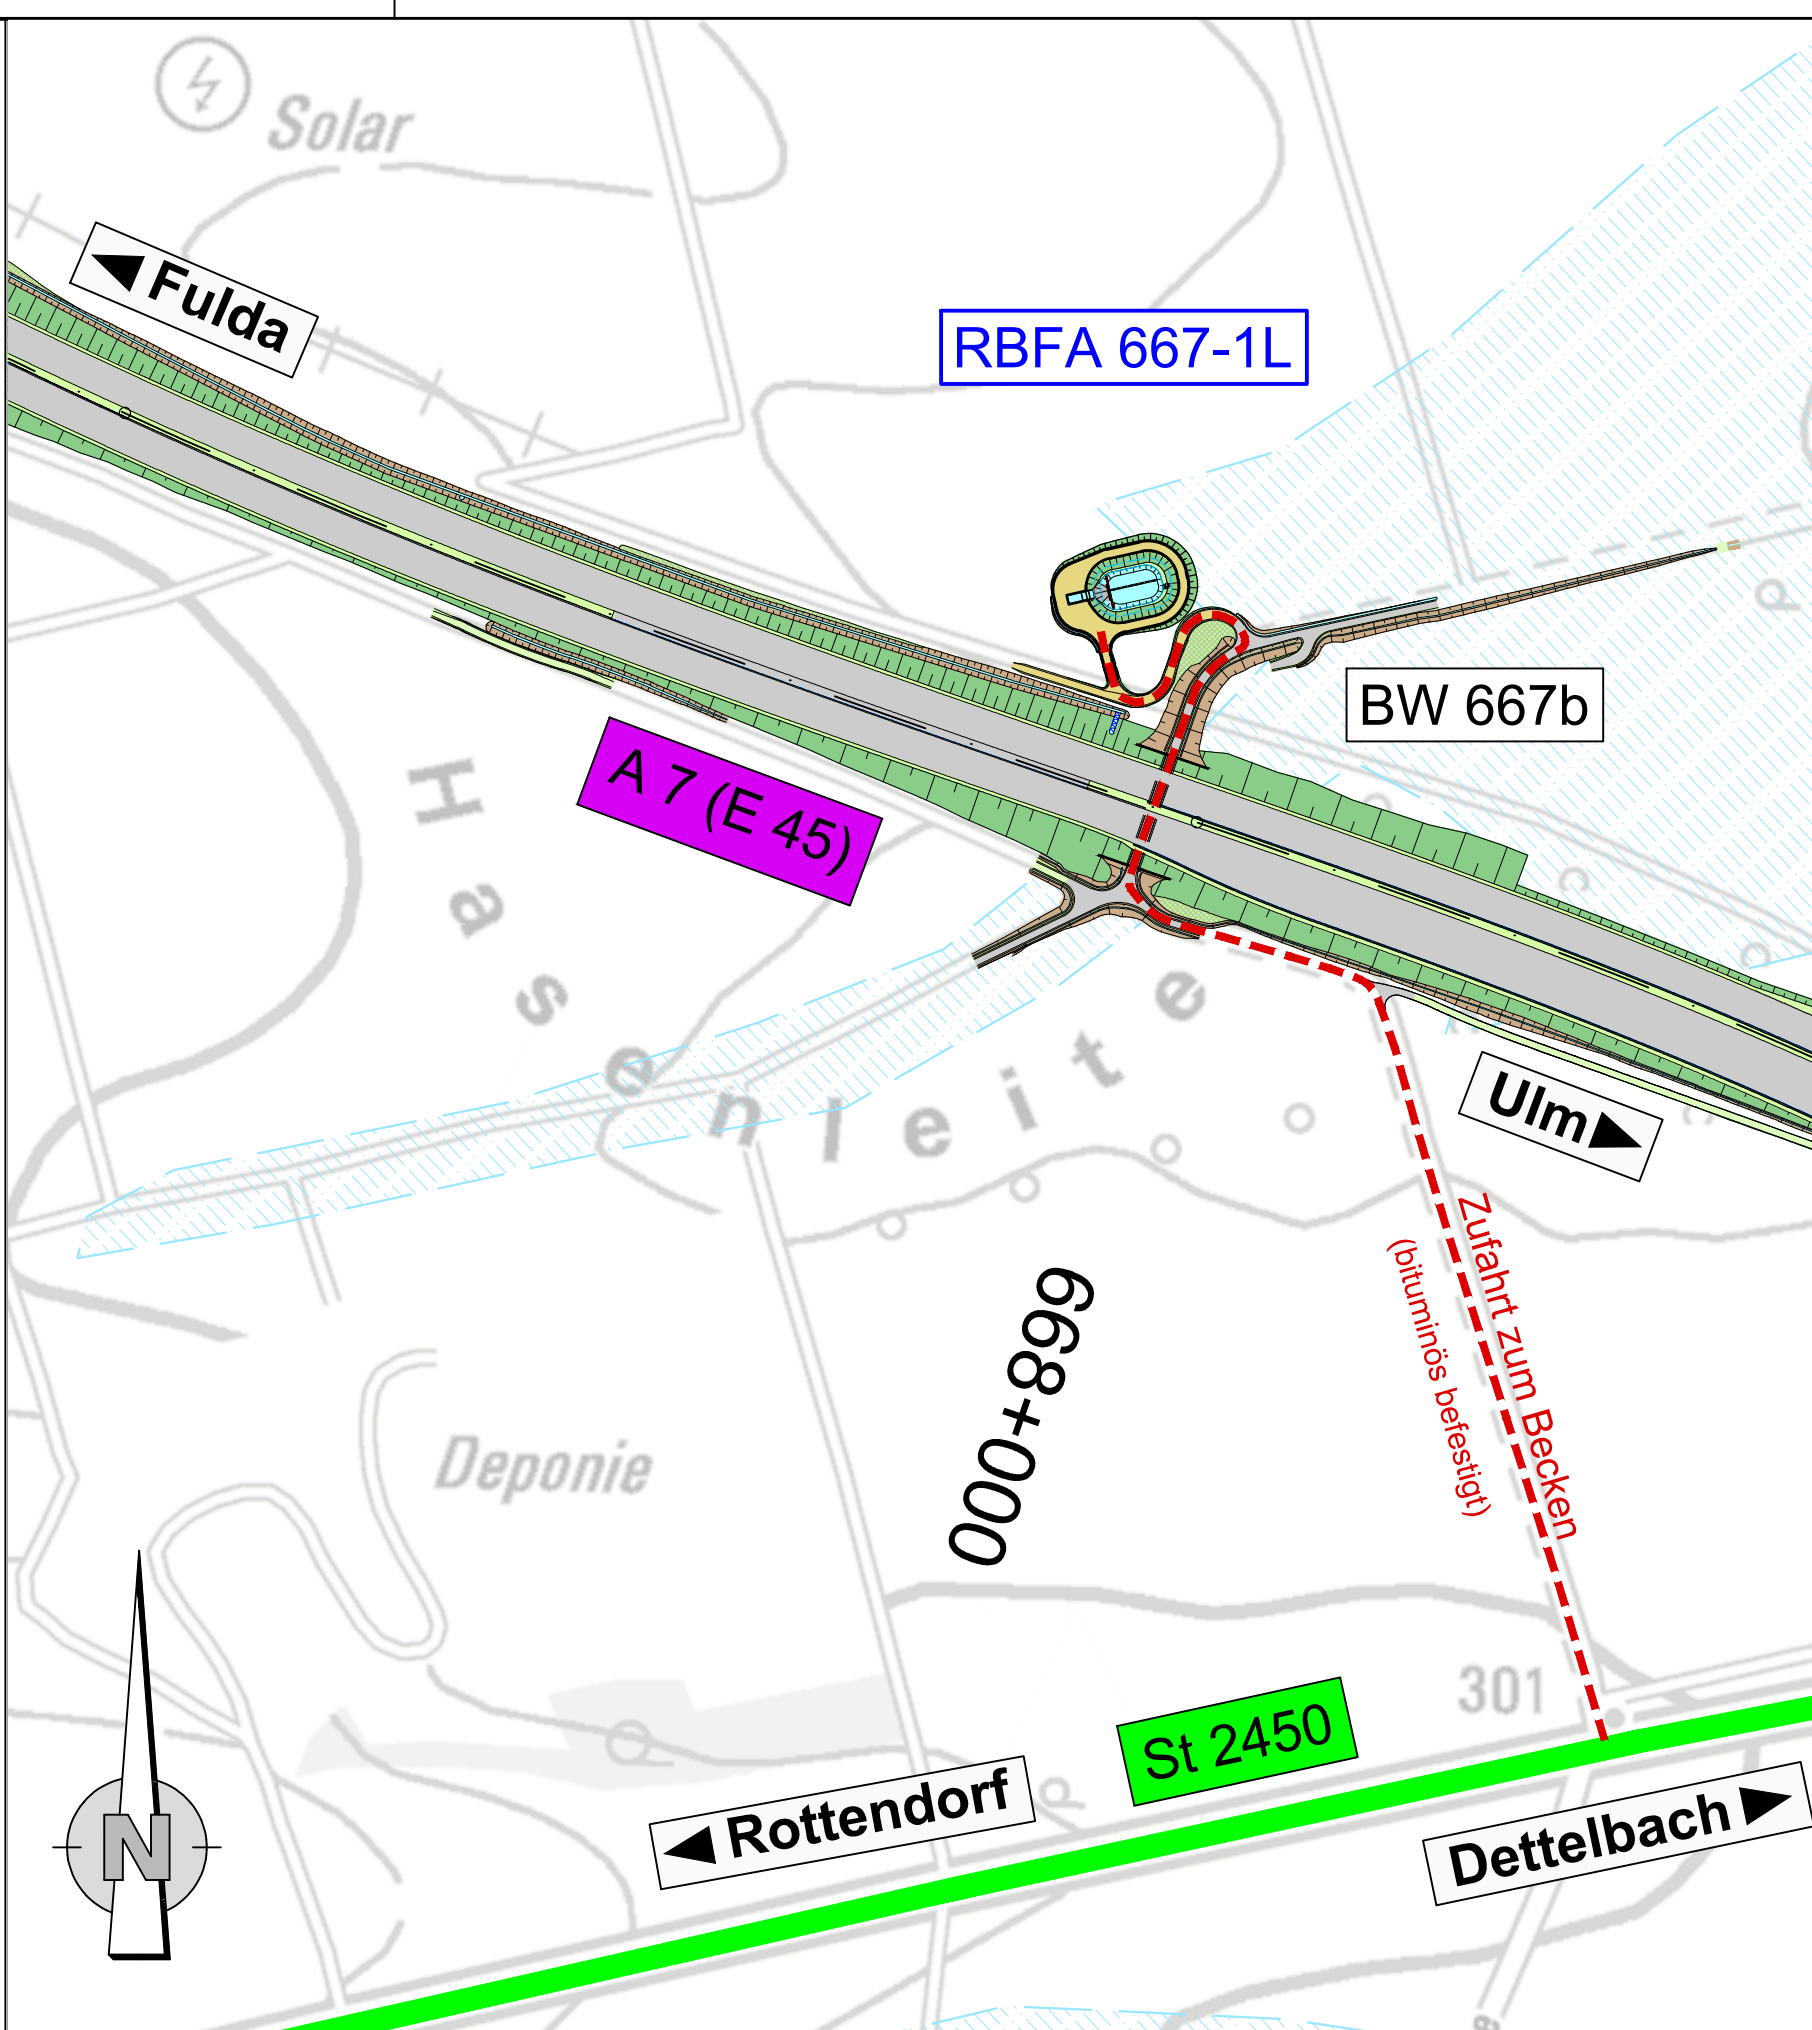 Solar
Fulda
RBFA 667-1L
BW 667b
A 7 (E 45)
Hasenleite
Ulm
Zufahrt zum Becken
(bituminös befestigt)
668+000
Deponie
301
St 2450
Rottendorf
Dettelbach
N